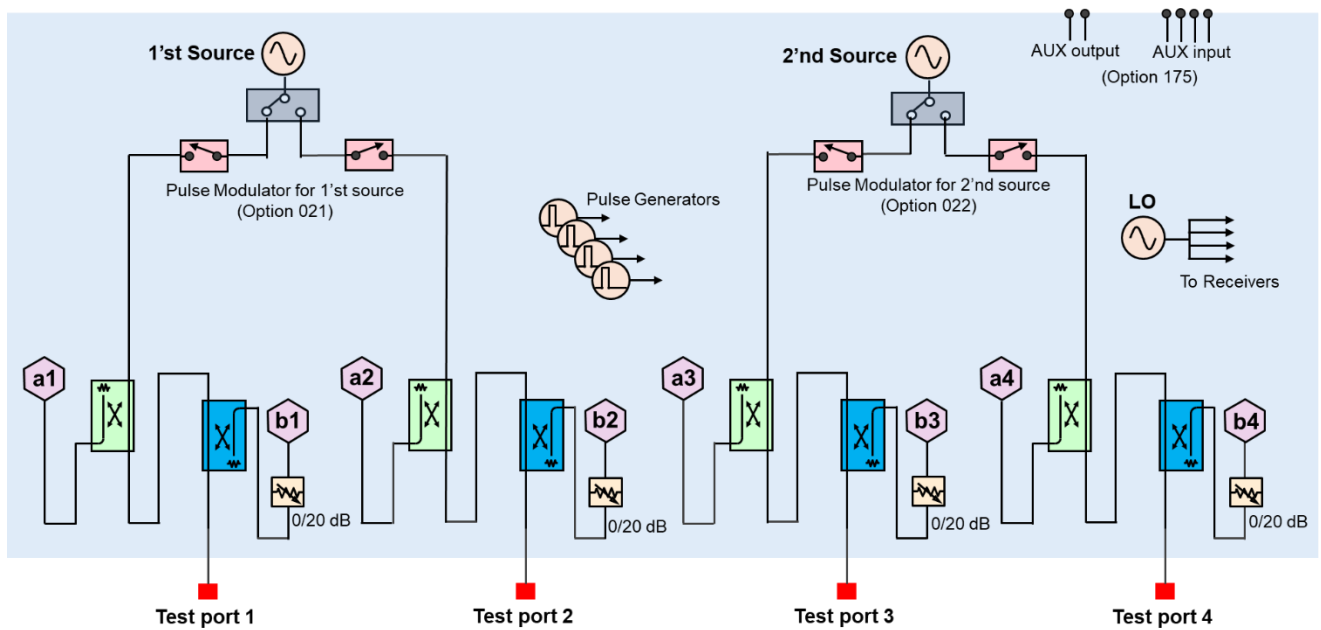 1'st Source
2'nd Source
AUX output
AUX input
(Option 175)
Pulse Modulator for 1'st source
(Option 021)
Pulse Generators
Pulse Modulator for 2'nd source
(Option 022)
LO
To Receivers
a1
b1
0/20 dB
a2
b2
0/20 dB
a3
b3
0/20 dB
a4
b4
0/20 dB
Test port 1
Test port 2
Test port 3
Test port 4